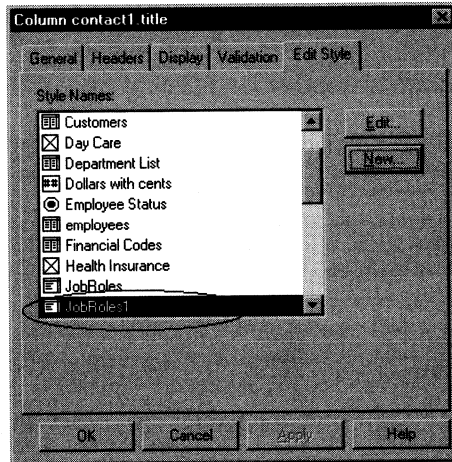 Column contact1.title
General Headers Display Validation Edit Style
Style Names:
Customers
Day Care
Department List
Dollars with cents
Employee Status
employees
Financial Codes
Health Insurance
JobRoles
JobRoles1
Edit...
New...
OK Cancel Apply Help